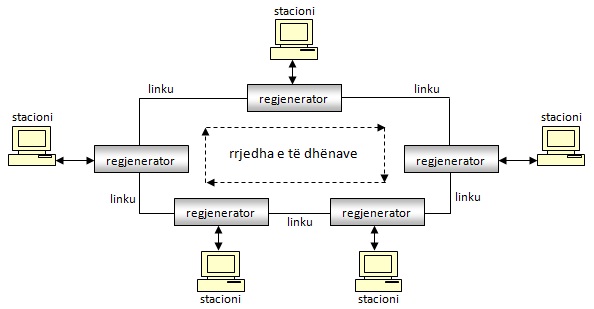 stacioni
linku
regjenerator
linku
stacioni
stacioni
regjenerator
rrjedha e të dhënave
regjenerator
linku
regjenerator
linku
regjenerator
linku
stacioni
stacioni